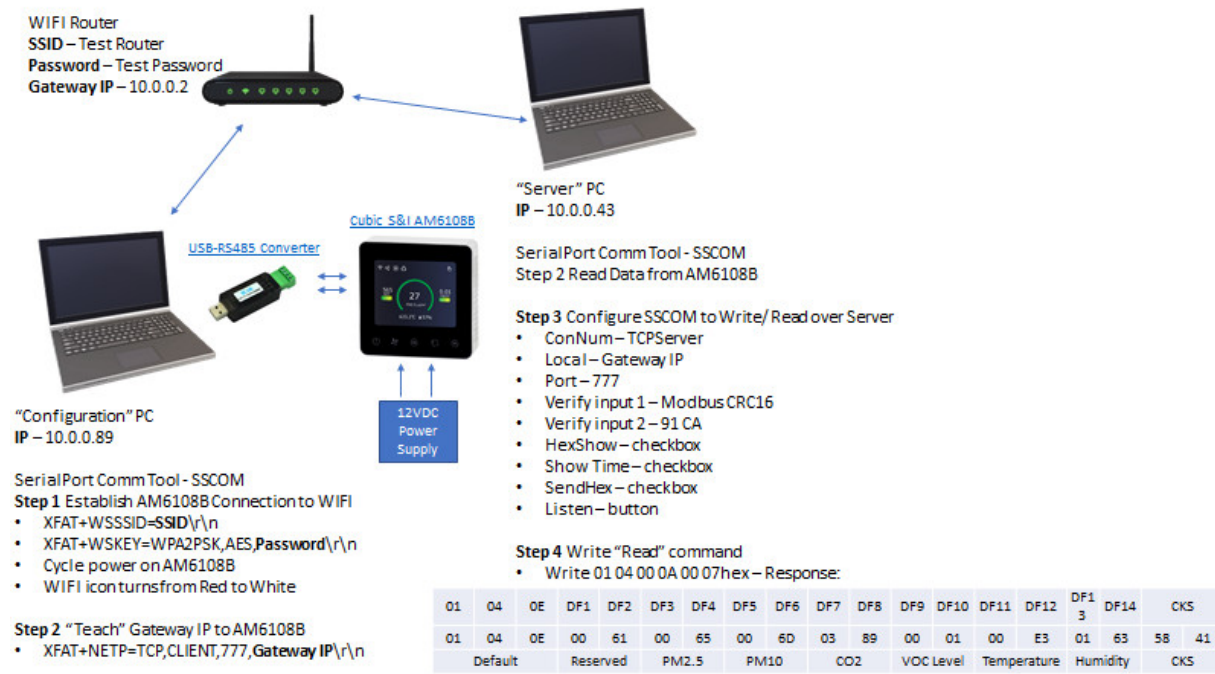 WIFI Router
SSID – Test Router
Password – Test Password
Gateway IP – 10.0.0.2
"Server" PC
IP – 10.0.0.43
SerialPort Comm Tool - SSCOM
Step 2 Read Data from AM6108B
Step 3 Configure SSCOM to Write/ Read over Server
• ConNum – TCPServer
• Local – Gateway IP
• Port – 777
• Verify input 1 – Modbus CRC16
• Verify input 2 – 91 CA
• HexShow – checkbox
• Show Time – checkbox
• SendHex – checkbox
• Listen – button
Step 4 Write "Read" command
• Write 01 04 00 0A 00 07hex – Response:
USB-RS485 Converter
Cubic S&I AM6108B
27
12VDC
Power
Supply
"Configuration" PC
IP – 10.0.0.89
SerialPort Comm Tool - SSCOM
Step 1 Establish AM6108B Connection to WIFI
• XFAT+WSSSID=SSID\r\n
• XFAT+WSKEY=WPA2PSK,AES,Password\r\n
• Cycle power on AM6108B
• WIFI icon turns from Red to White
Step 2 "Teach" Gateway IP to AM6108B
• XFAT+NETP=TCP,CLIENT,777,Gateway IP\r\n
01 04 0E DF1 DF2 DF3 DF4 DF5 DF6 DF7 DF8 DF9 DF10 DF11 DF12 DF13 DF14 CKS
01 04 0E 00 61 00 65 00 6D 03 89 00 01 00 E3 01 63 58 41
Default Reserved PM2.5 PM10 CO2 VOC Level Temperature Humidity CKS